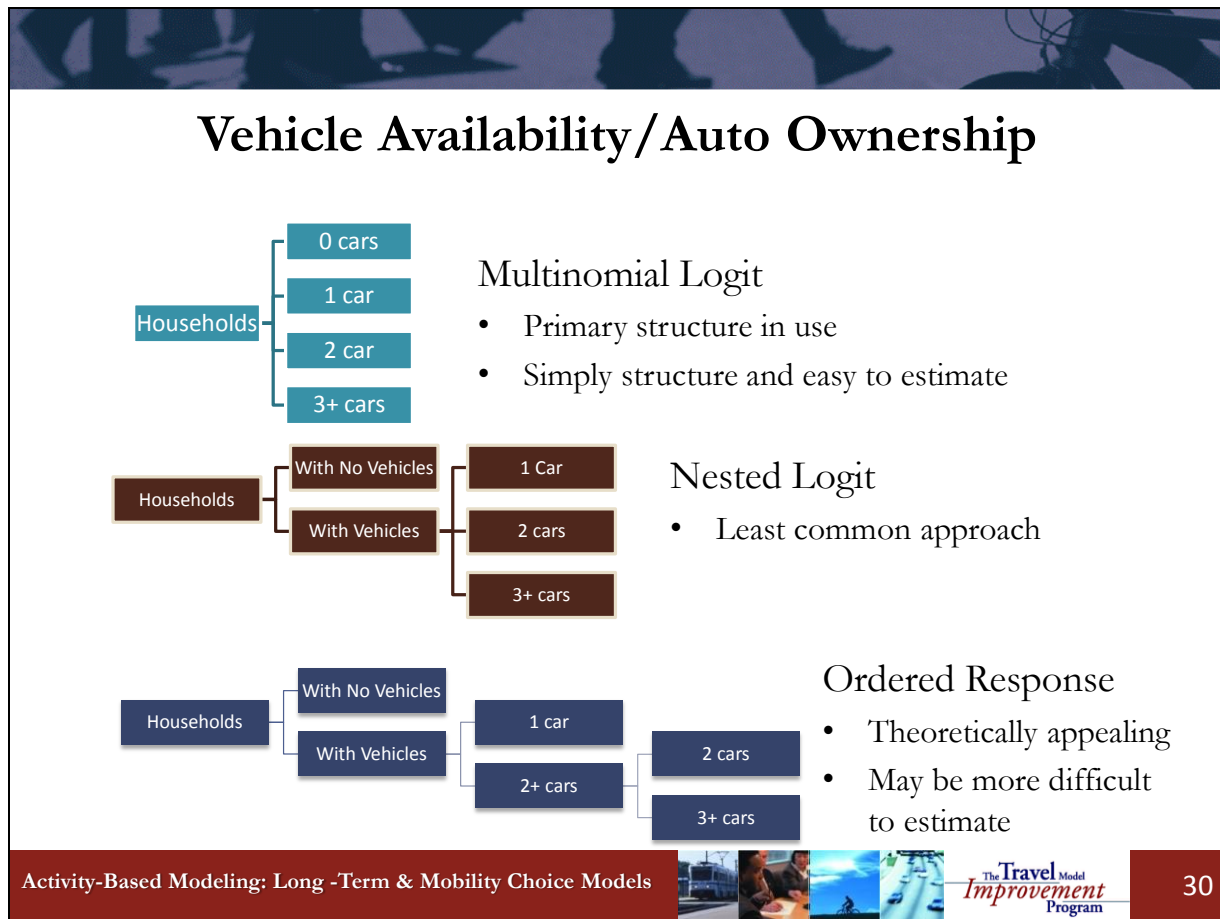 Vehicle Availability/Auto Ownership
Households
0 cars
1 car
2 car
3+ cars
Multinomial Logit
• Primary structure in use
• Simply structure and easy to estimate
Households
With No Vehicles
With Vehicles
1 Car
2 cars
3+ cars
Nested Logit
• Least common approach
Households
With No Vehicles
With Vehicles
1 car
2+ cars
2 cars
3+ cars
Ordered Response
• Theoretically appealing
• May be more difficult
to estimate
Activity-Based Modeling: Long -Term & Mobility Choice Models
The Travel Model
Improvement
Program
30